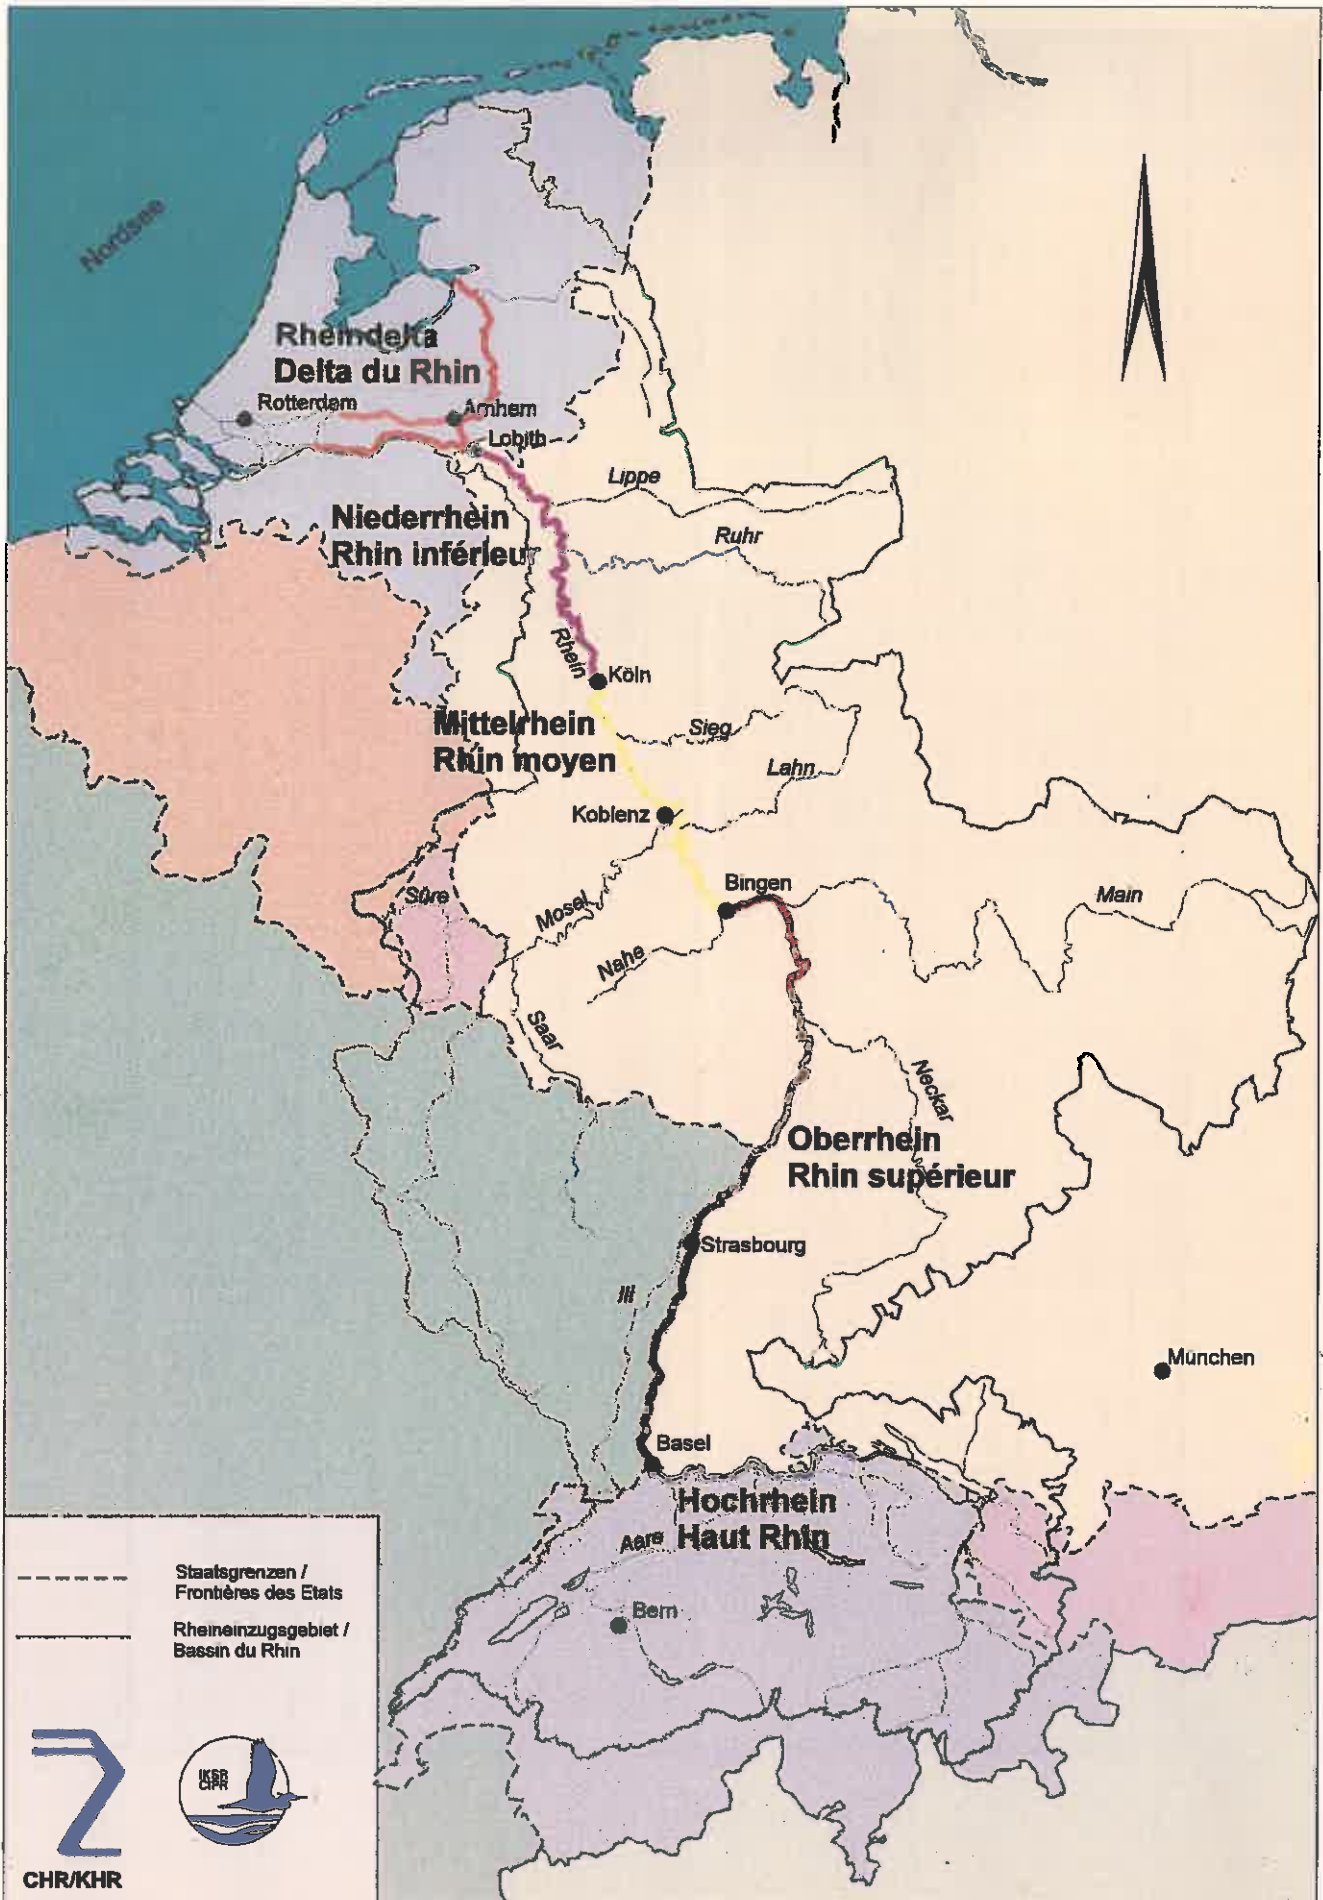 Nordsee
Rheindelta
Delta du Rhin
Rotterdam
Arnhem
Lobith
Lippe
Niederrhein
Rhin inférieur
Ruhr
Rhein
Köln
Mittelrhein
Rhin moyen
Sieg
Lahn
Koblenz
Bingen
Main
Sûre
Mosel
Nahe
Saar
Neckar
Oberrhein
Rhin supérieur
Strasbourg
Ill
München
Basel
Hochrhein
Haut Rhin
Aare
Bern
Staatsgrenzen /
Frontières des Etats
Rheineinzugsgebiet /
Bassin du Rhin
IKSR
CIPR
CHR/KHR